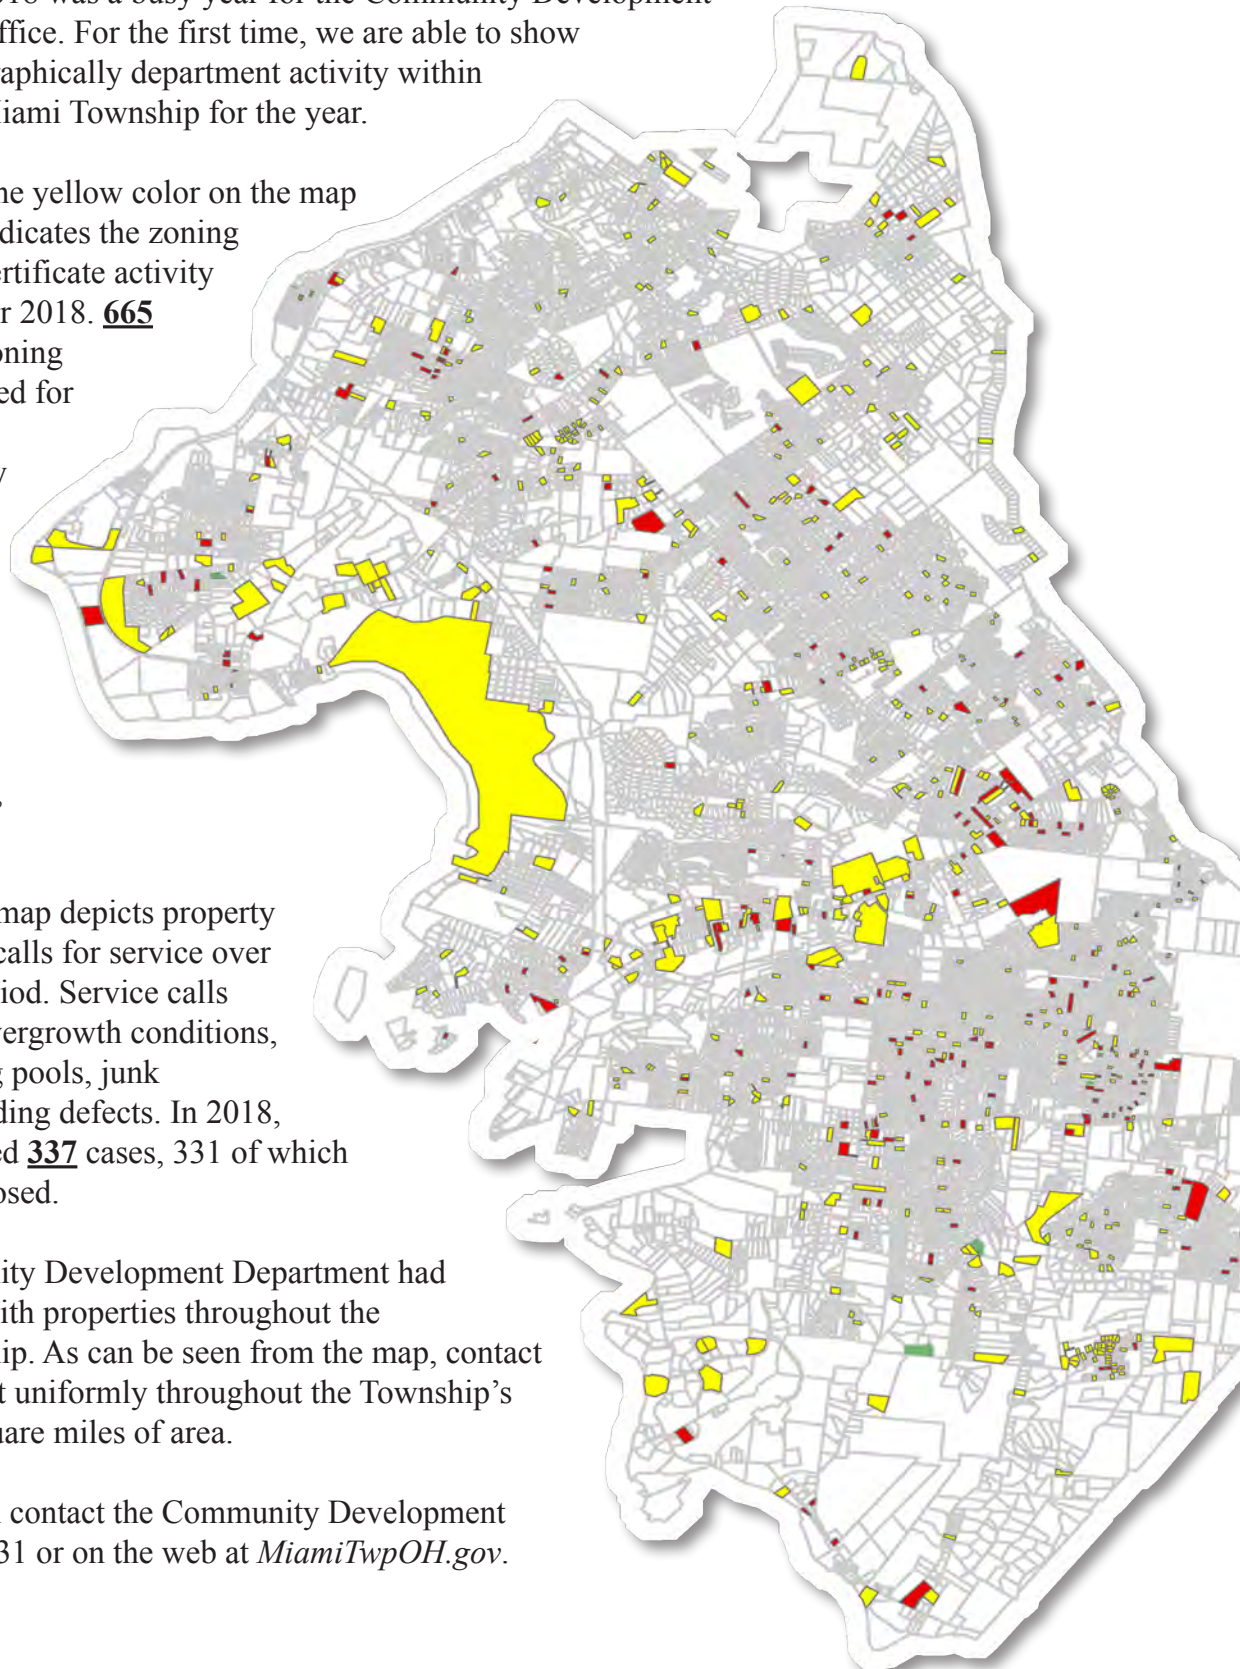 was a busy year for the Community Development
ffice. For the first time, we are able to show
raphically department activity within
iami Township for the year.
he yellow color on the map
dicates the zoning
ertificate activity
r 2018. 665
oning
ed for
y
,
map depicts property
calls for service over
iod. Service calls
vergrowth conditions,
g pools, junk
ding defects. In 2018,
ed 337 cases, 331 of which
osed.
ity Development Department had
ith properties throughout the
ip. As can be seen from the map, contact
t uniformly throughout the Township’s
uare miles of area.
contact the Community Development
31 or on the web at MiamiTwpOH.gov.